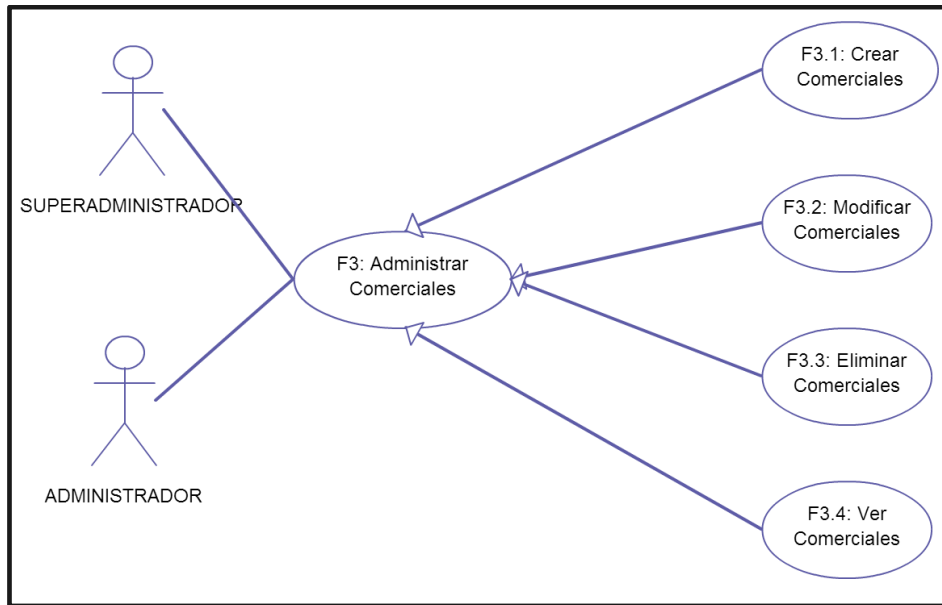 SUPERADMINISTRADOR
ADMINISTRADOR
F3: Administrar
Comerciales
F3.1: Crear
Comerciales
F3.2: Modificar
Comerciales
F3.3: Eliminar
Comerciales
F3.4: Ver
Comerciales